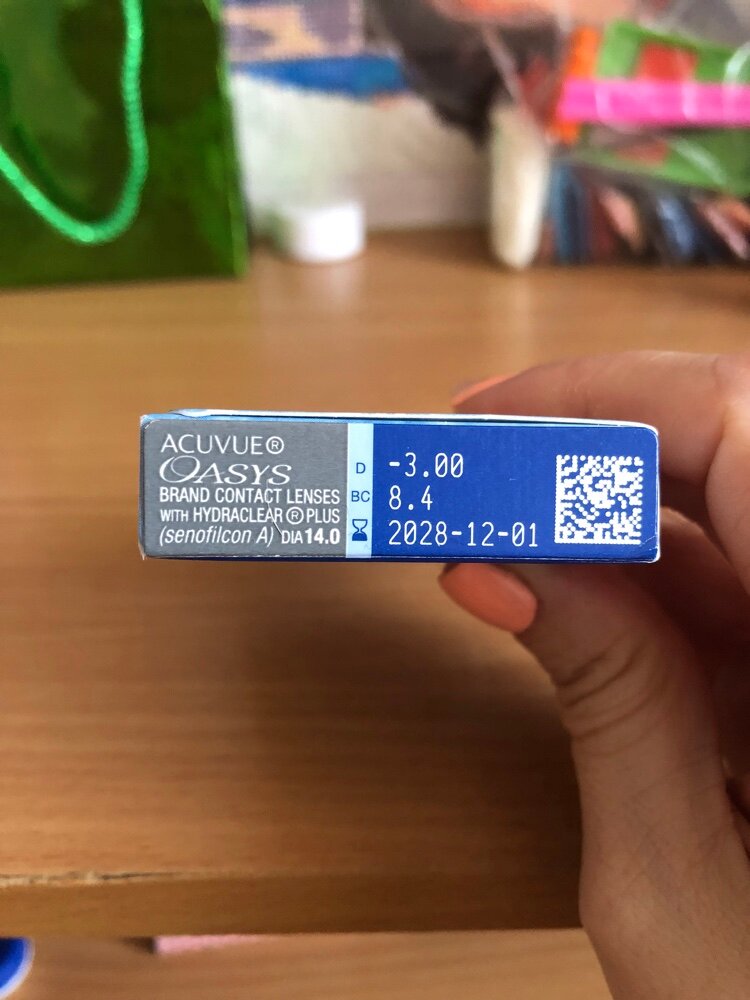 ACUVUE®
OASYS
BRAND CONTACT LENSES
WITH HYDRACLEAR® PLUS
(senofilcon A) DIA 14.0
D -3.00
BC 8.4
2028-12-01